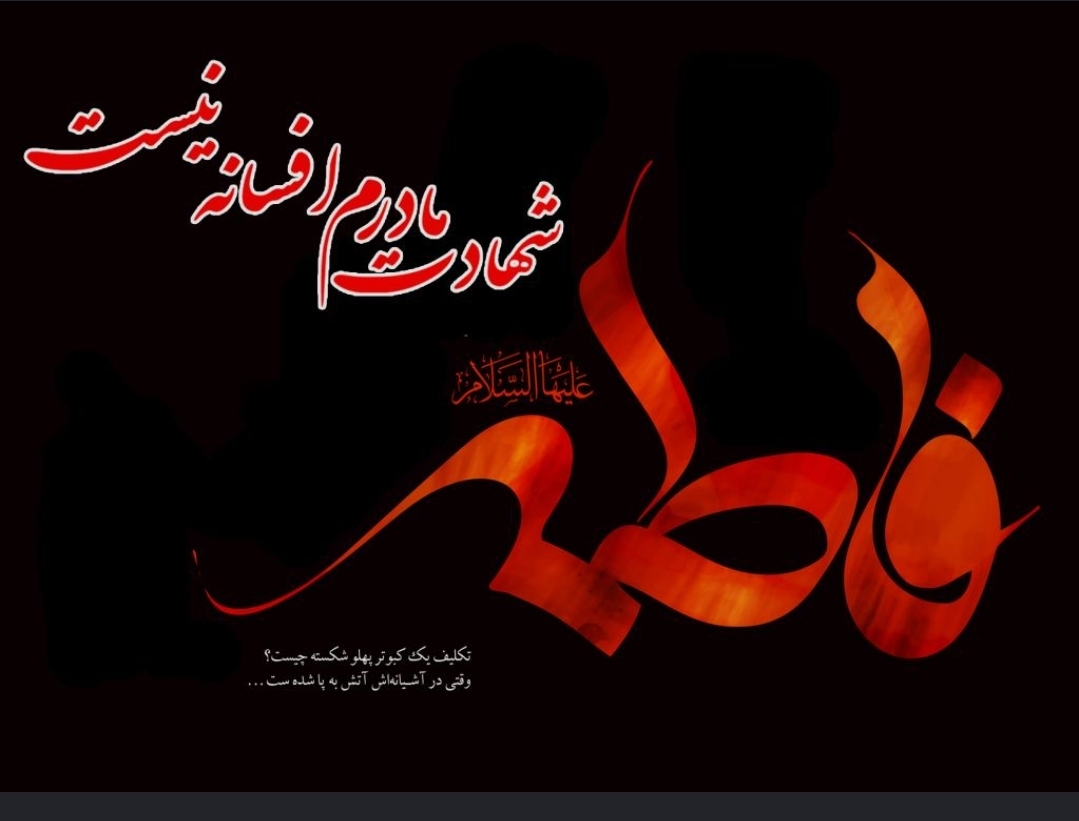 شهادت مادرم افسانه نیست
فاطمه
علیها السلام
تکلیف یک کبوتر پهلو شکسته چیست؟
وقتی در آشیانه‌اش آتش به پا شده ست...